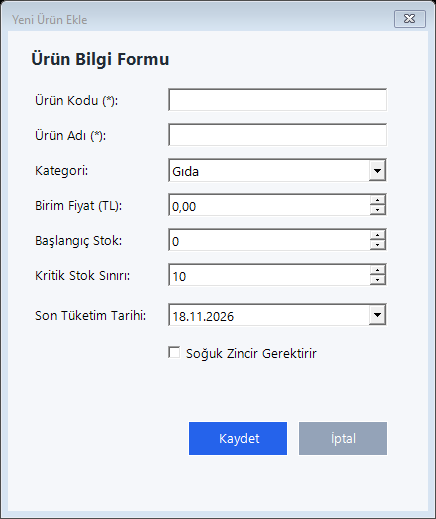 Yeni Ürün Ekle
Ürün Bilgi Formu
Ürün Kodu (*):
Ürün Adı (*):
Kategori: Gıda
Birim Fiyat (TL): 0,00
Başlangıç Stok: 0
Kritik Stok Sınırı: 10
Son Tüketim Tarihi: 18.11.2026
Soğuk Zincir Gerektirir
Kaydet İptal